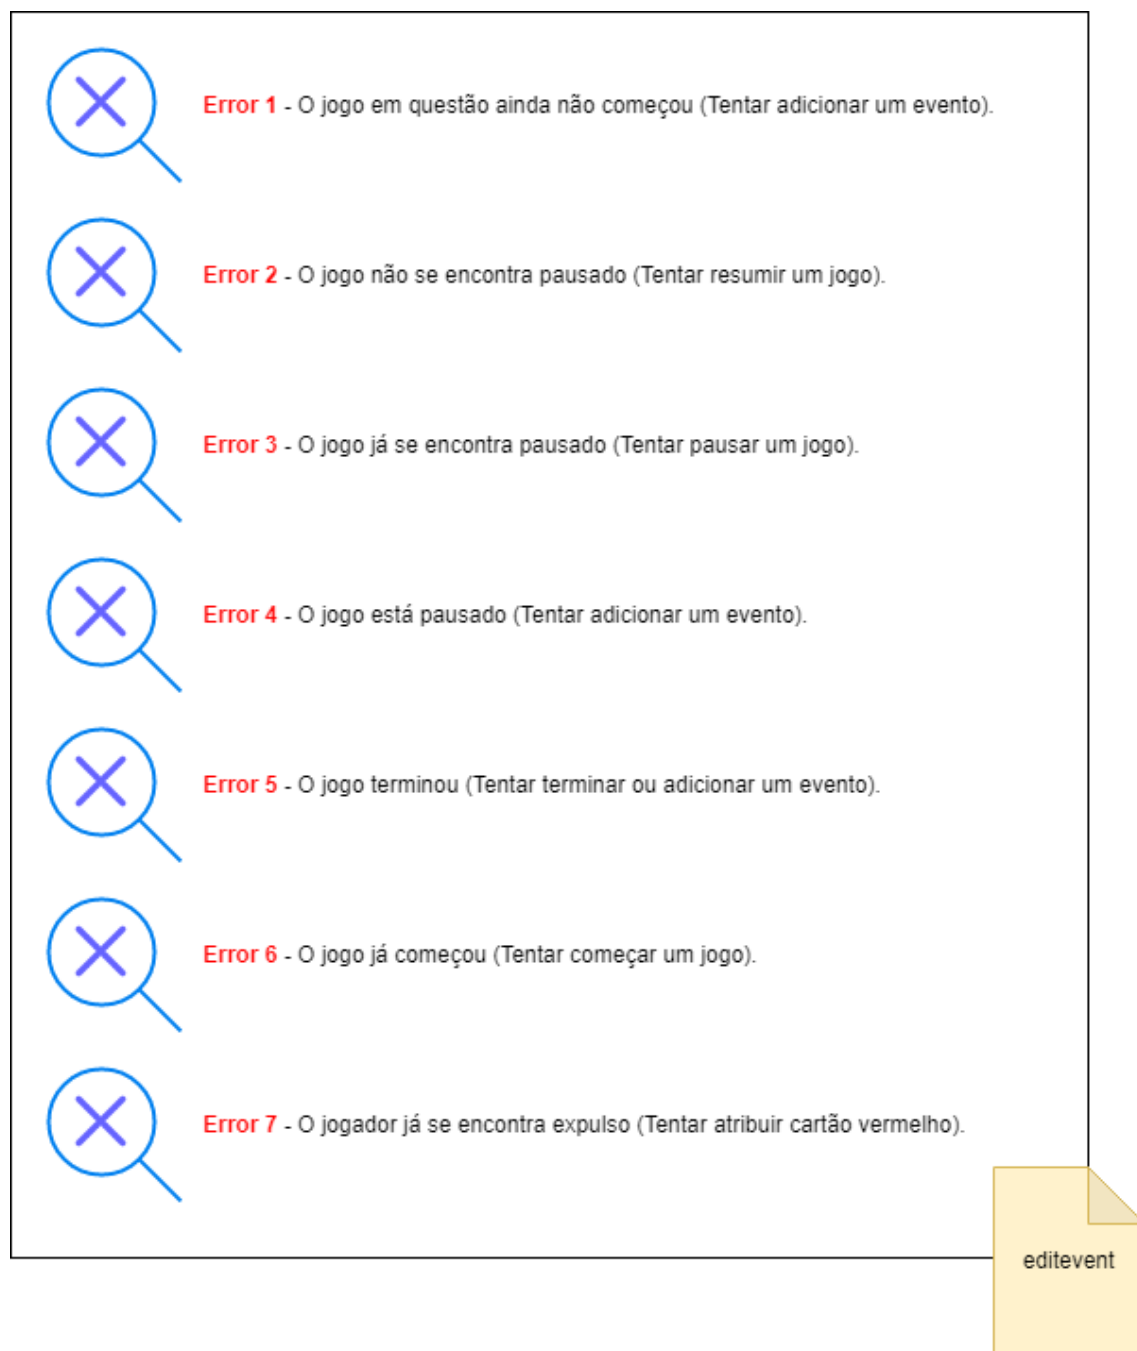 Error 1 - O jogo em questão ainda não começou (Tentar adicionar um evento).
Error 2 - O jogo não se encontra pausado (Tentar resumir um jogo).
Error 3 - O jogo já se encontra pausado (Tentar pausar um jogo).
Error 4 - O jogo está pausado (Tentar adicionar um evento).
Error 5 - O jogo terminou (Tentar terminar ou adicionar um evento).
Error 6 - O jogo já começou (Tentar começar um jogo).
Error 7 - O jogador já se encontra expulso (Tentar atribuir cartão vermelho).
editevent